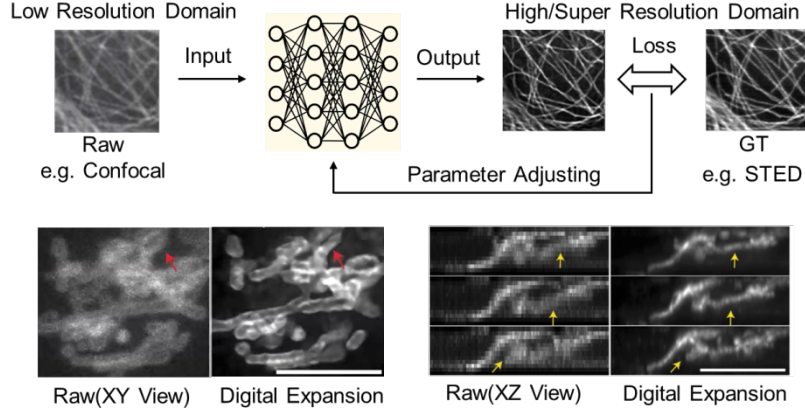 Low Resolution Domain
High/Super Resolution Domain
Input
Output
Loss
Raw
e.g. Confocal
GT
e.g. STED
Parameter Adjusting
Raw(XY View)
Digital Expansion
Raw(XZ View)
Digital Expansion